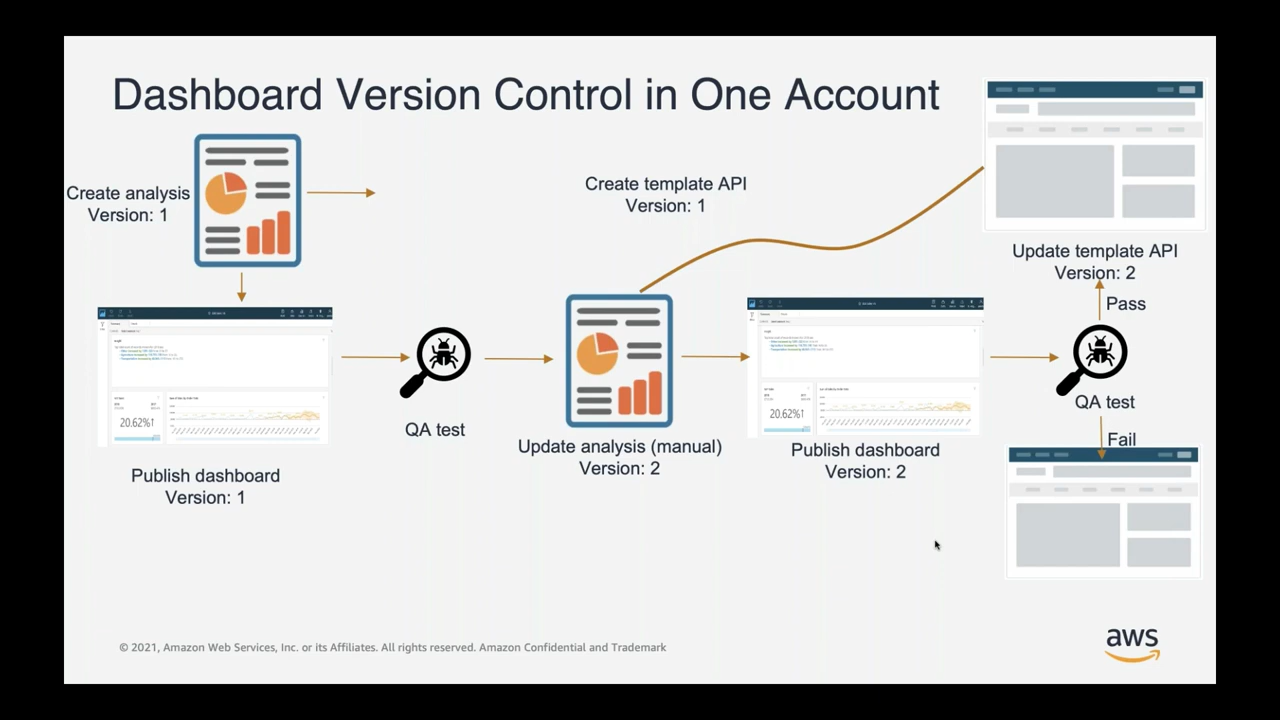 Dashboard Version Control in One Account
Create analysis
Version: 1
Create template API
Version: 1
Update template API
Version: 2
Pass
QA test
Fail
20.62%↑
Publish dashboard
Version: 1
QA test
Update analysis (manual)
Version: 2
20.62%↑
Publish dashboard
Version: 2
© 2021, Amazon Web Services, Inc. or its Affiliates. All rights reserved. Amazon Confidential and Trademark
aws